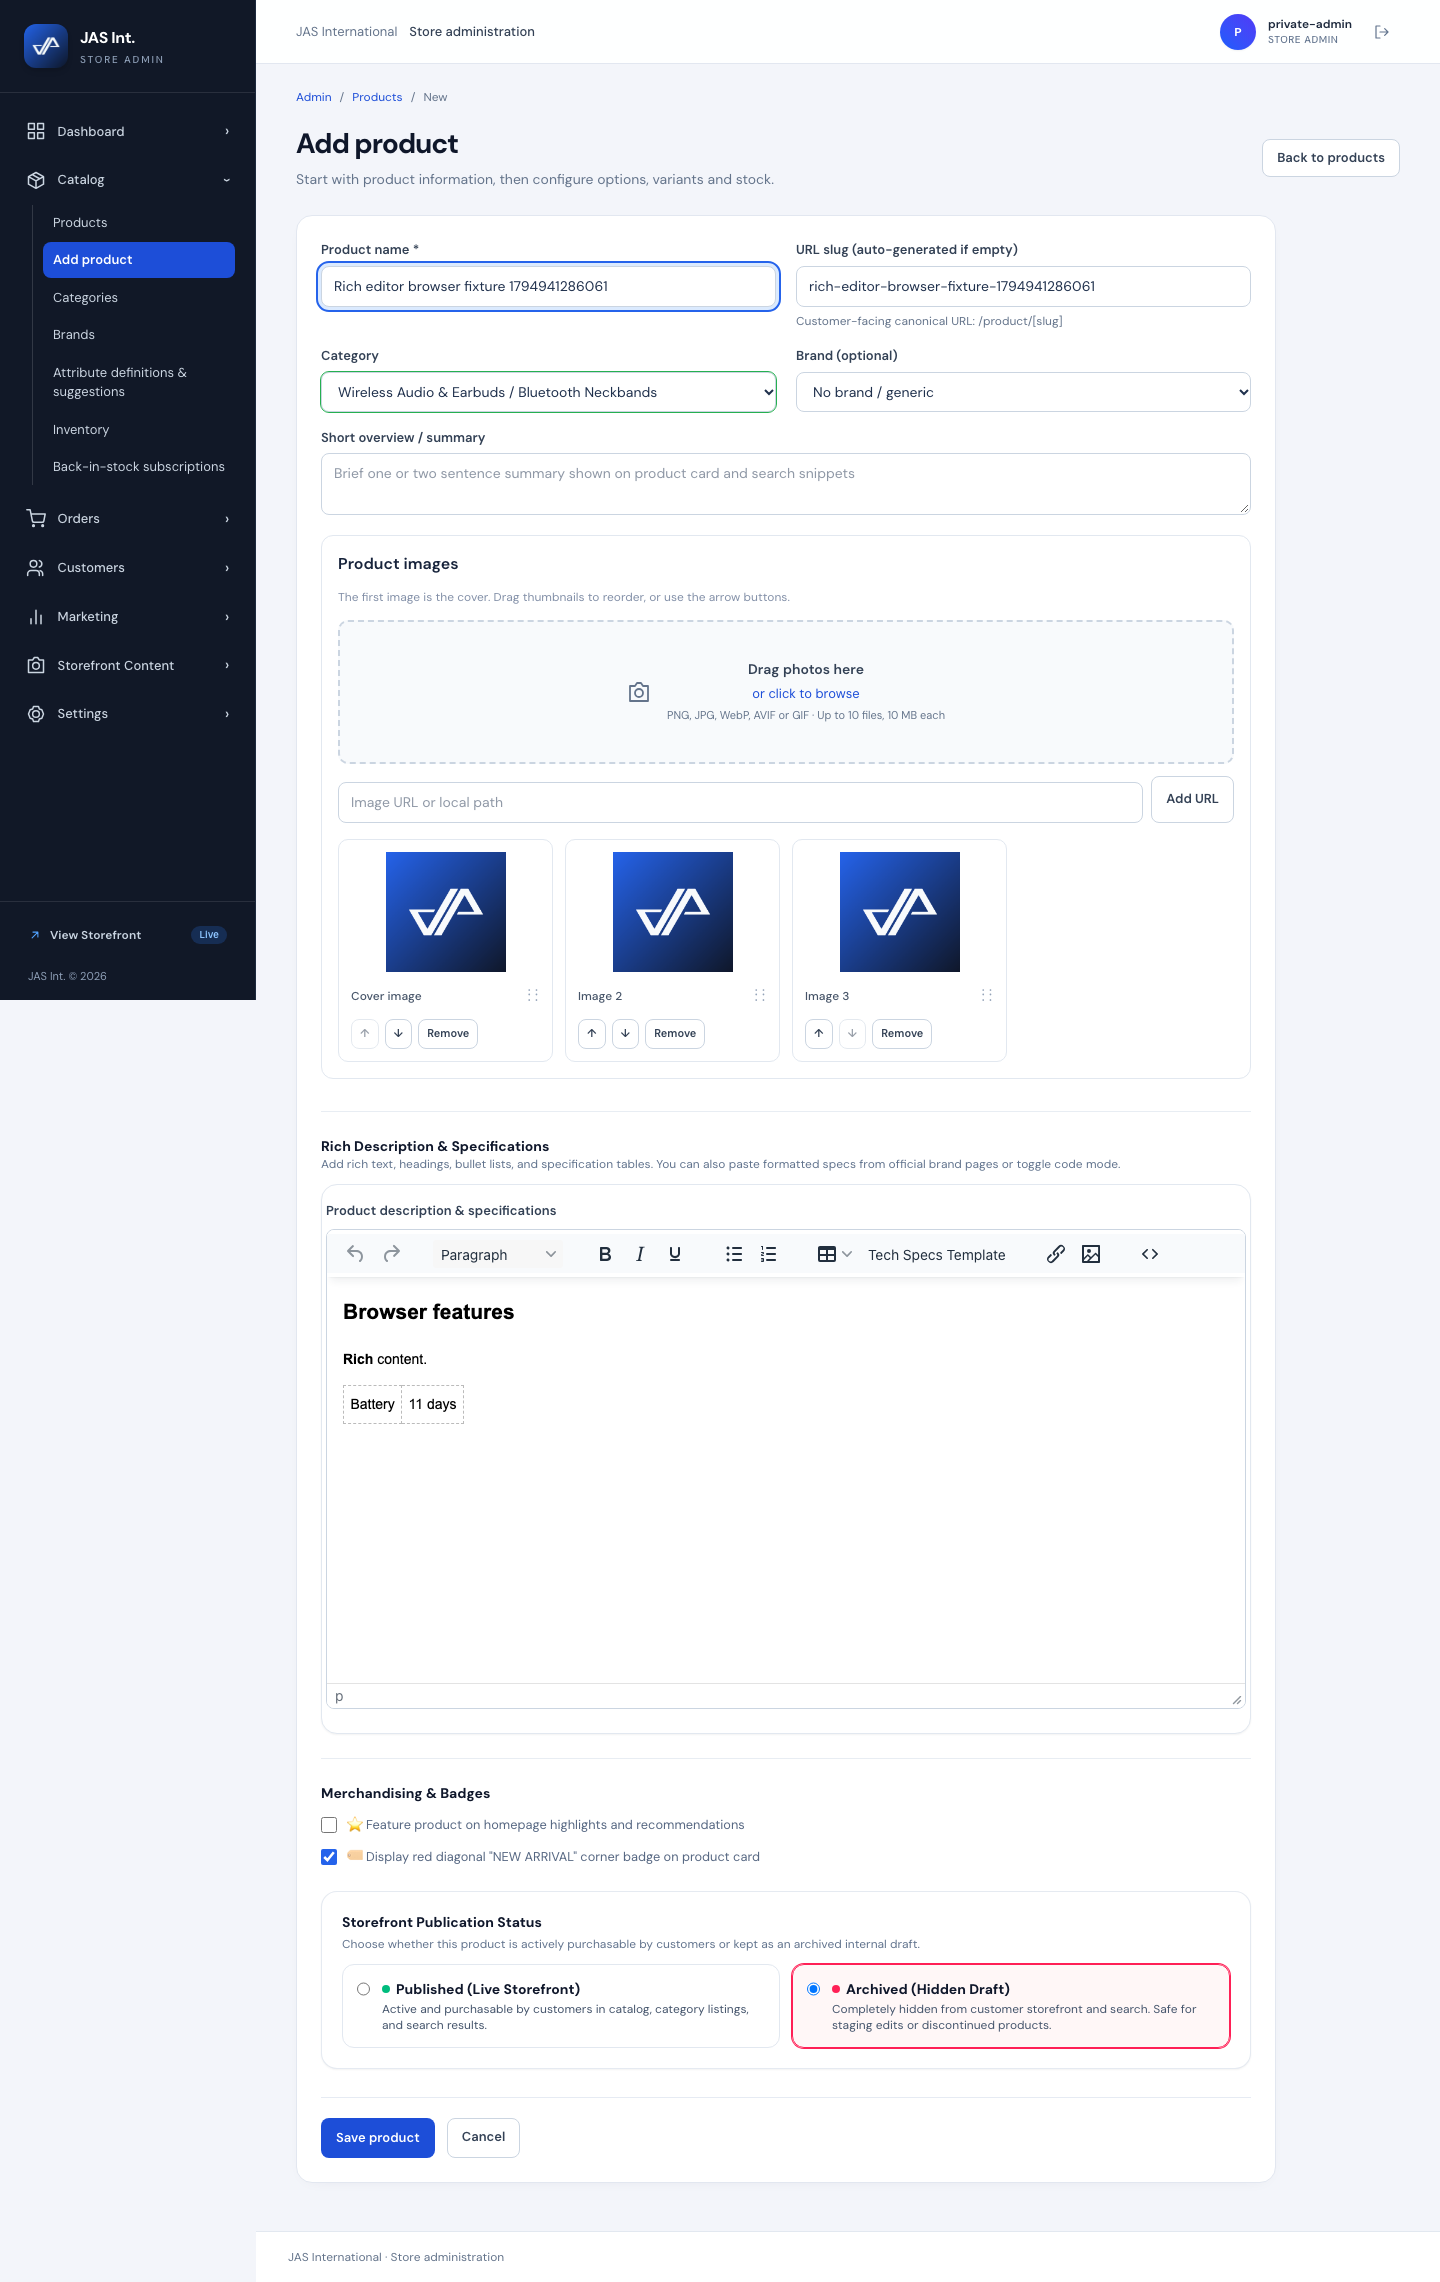 JAS Int.
STORE ADMIN
Dashboard
Catalog
Products
Add product
Categories
Brands
Attribute definitions &
suggestions
Inventory
Back-in-stock subscriptions
Orders
Customers
Marketing
Storefront Content
Settings
View Storefront
Live
JAS Int. © 2026
JAS International Store administration
P
private-admin
STORE ADMIN
Admin / Products / New
Add product
Start with product information, then configure options, variants and stock.
Back to products
Product name *
Rich editor browser fixture 1794941286061
URL slug (auto-generated if empty)
rich-editor-browser-fixture-1794941286061
Customer-facing canonical URL: /product/[slug]
Category
Wireless Audio & Earbuds / Bluetooth Neckbands
Brand (optional)
No brand / generic
Short overview / summary
Brief one or two sentence summary shown on product card and search snippets
Product images
The first image is the cover. Drag thumbnails to reorder, or use the arrow buttons.
Drag photos here
or click to browse
PNG, JPG, WebP, AVIF or GIF · Up to 10 files, 10 MB each
Image URL or local path
Add URL
Cover image
↑ ↓ Remove
Image 2
↑ ↓ Remove
Image 3
↑ ↓ Remove
Rich Description & Specifications
Add rich text, headings, bullet lists, and specification tables. You can also paste formatted specs from official brand pages or toggle code mode.
Product description & specifications
Paragraph
B I U
Tech Specs Template
Browser features
Rich content.
Battery 11 days
p
Merchandising & Badges
⭐ Feature product on homepage highlights and recommendations
Display red diagonal "NEW ARRIVAL" corner badge on product card
Storefront Publication Status
Choose whether this product is actively purchasable by customers or kept as an archived internal draft.
Published (Live Storefront)
Active and purchasable by customers in catalog, category listings,
and search results.
Archived (Hidden Draft)
Completely hidden from customer storefront and search. Safe for
staging edits or discontinued products.
Save product
Cancel
JAS International · Store administration